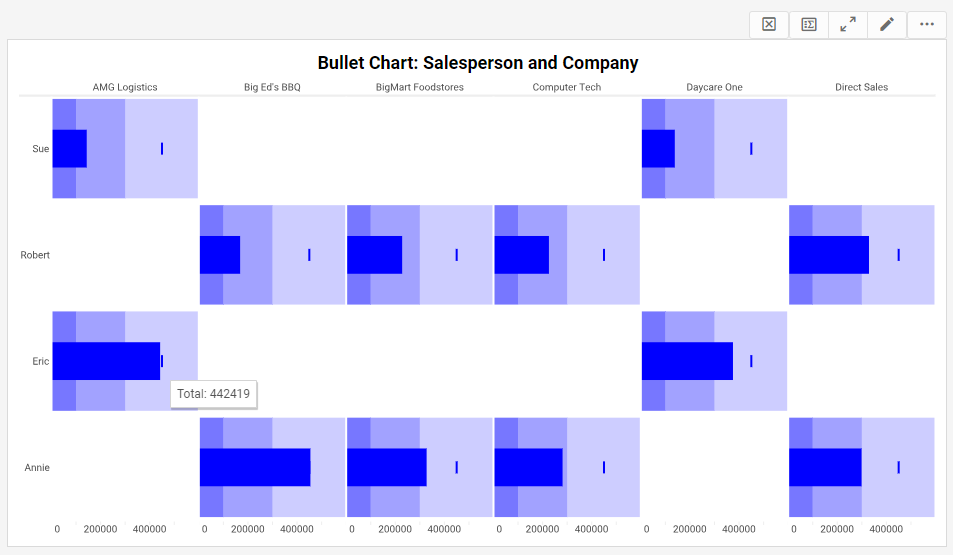 Bullet Chart: Salesperson and Company
AMG Logistics Big Ed's BBQ BigMart Foodstores Computer Tech Daycare One Direct Sales
Sue
Robert
Eric
Total: 442419
Annie
0 200000 400000 0 200000 400000 0 200000 400000 0 200000 400000 0 200000 400000 0 200000 400000